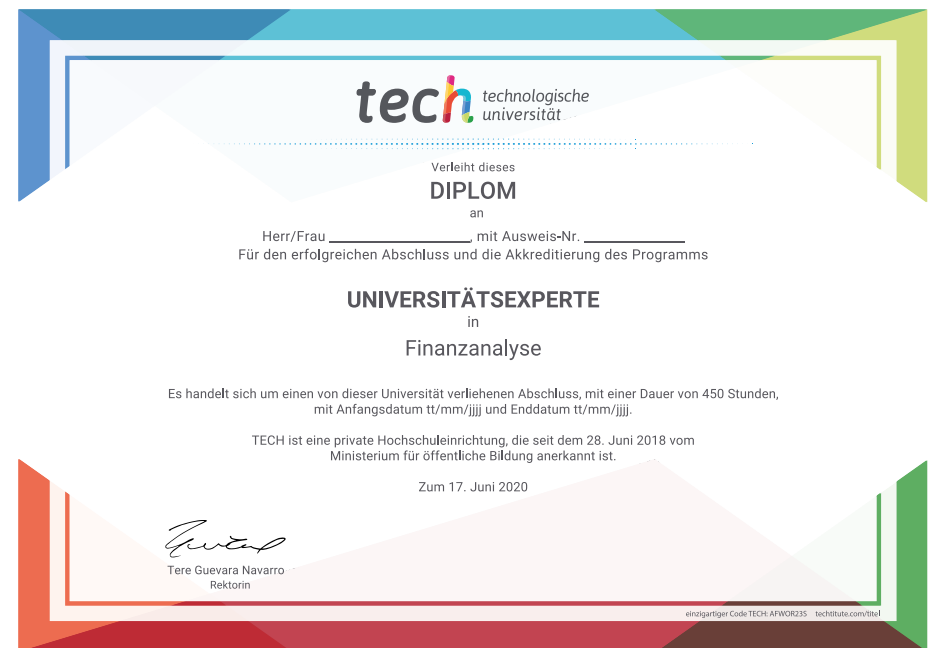 tech technologische
universität
Verleiht dieses
DIPLOM
an
Herr/Frau ____________________, mit Ausweis-Nr. ______________
Für den erfolgreichen Abschluss und die Akkreditierung des Programms
UNIVERSITÄTSEXPERTE
in
Finanzanalyse
Es handelt sich um einen von dieser Universität verliehenen Abschluss, mit einer Dauer von 450 Stunden,
mit Anfangsdatum tt/mm/jjjj und Enddatum tt/mm/jjjj.
TECH ist eine private Hochschuleinrichtung, die seit dem 28. Juni 2018 vom
Ministerium für öffentliche Bildung anerkannt ist.
Zum 17. Juni 2020
Tere Guevara Navarro
Rektorin
einzigartiger Code TECH: AFWOR23S techtitute.com/titel